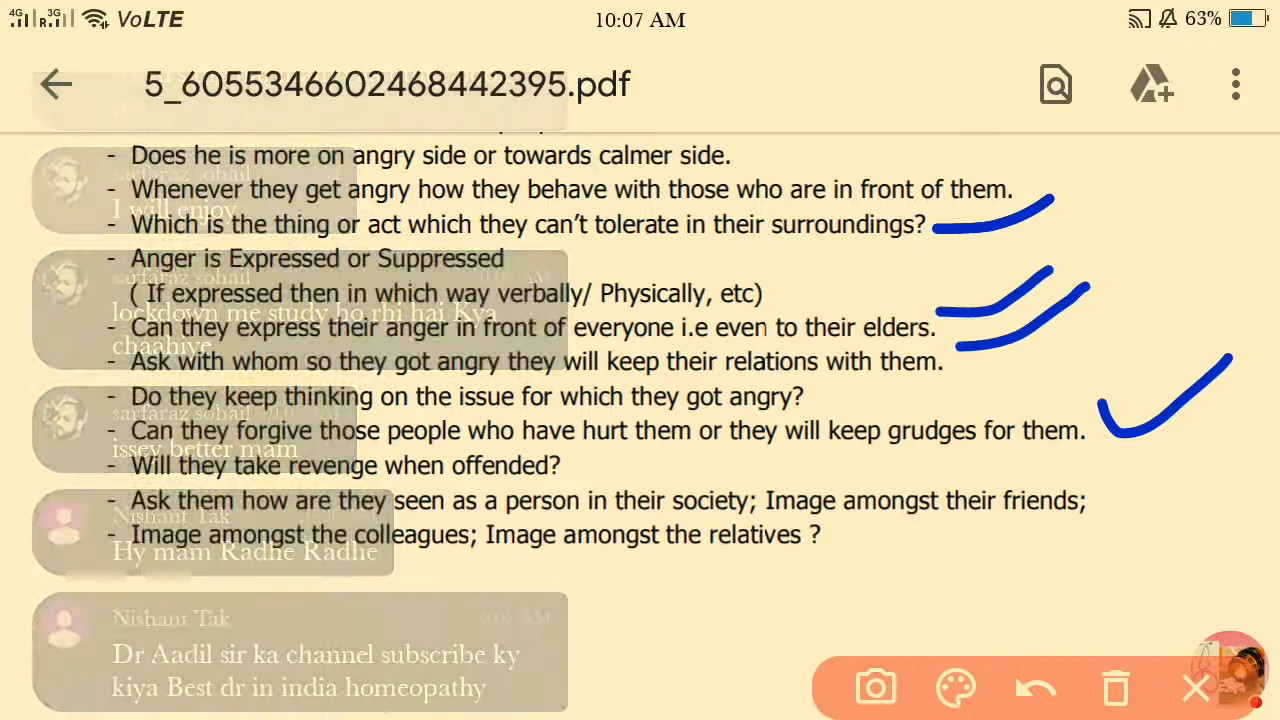 4G R 3G VoLTE 10:07 AM 63%
5_6055346602468442395.pdf
- Does he is more on angry side or towards calmer side.
- Whenever they get angry how they behave with those who are in front of them.
- Which is the thing or act which they can't tolerate in their surroundings?
- Anger is Expressed or Suppressed
( If expressed then in which way verbally/ Physically, etc)
- Can they express their anger in front of everyone i.e even to their elders.
- Ask with whom so they got angry they will keep their relations with them.
- Do they keep thinking on the issue for which they got angry?
- Can they forgive those people who have hurt them or they will keep grudges for them.
- Will they take revenge when offended?
- Ask them how are they seen as a person in their society; Image amongst their friends;
- Image amongst the colleagues; Image amongst the relatives ?
sarfaraz sohail
I will enjoy
sarfaraz sohail
lockdown me study ho rhi hai Kya
chaahiye
sarfaraz sohail
issey better mam
Nishant Tak
Hy mam Radhe Radhe
Nishant Tak
Dr Aadil sir ka channel subscribe ky
kiya Best dr in india homeopathy